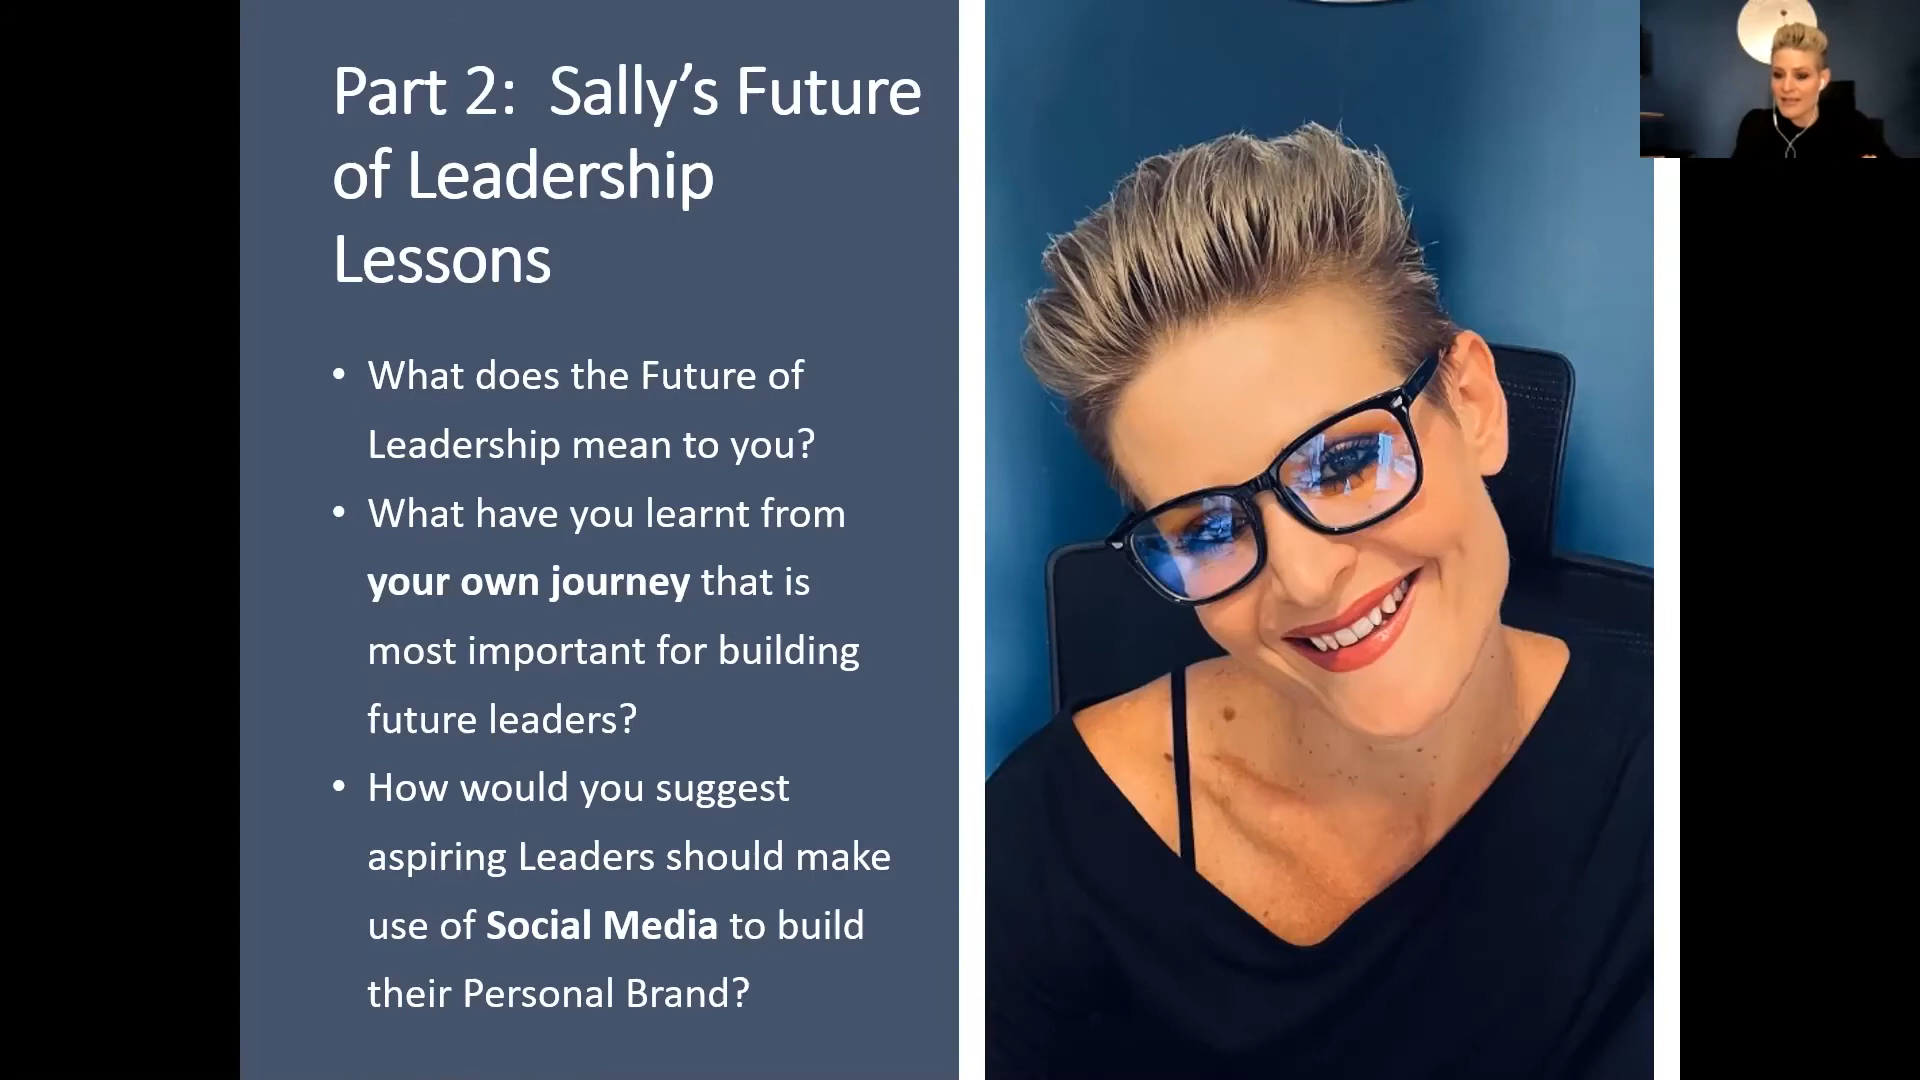 Part 2:  Sally’s Future
of Leadership
Lessons
• What does the Future of
Leadership mean to you?
• What have you learnt from
your own journey that is
most important for building
future leaders?
• How would you suggest
aspiring Leaders should make
use of Social Media to build
their Personal Brand?